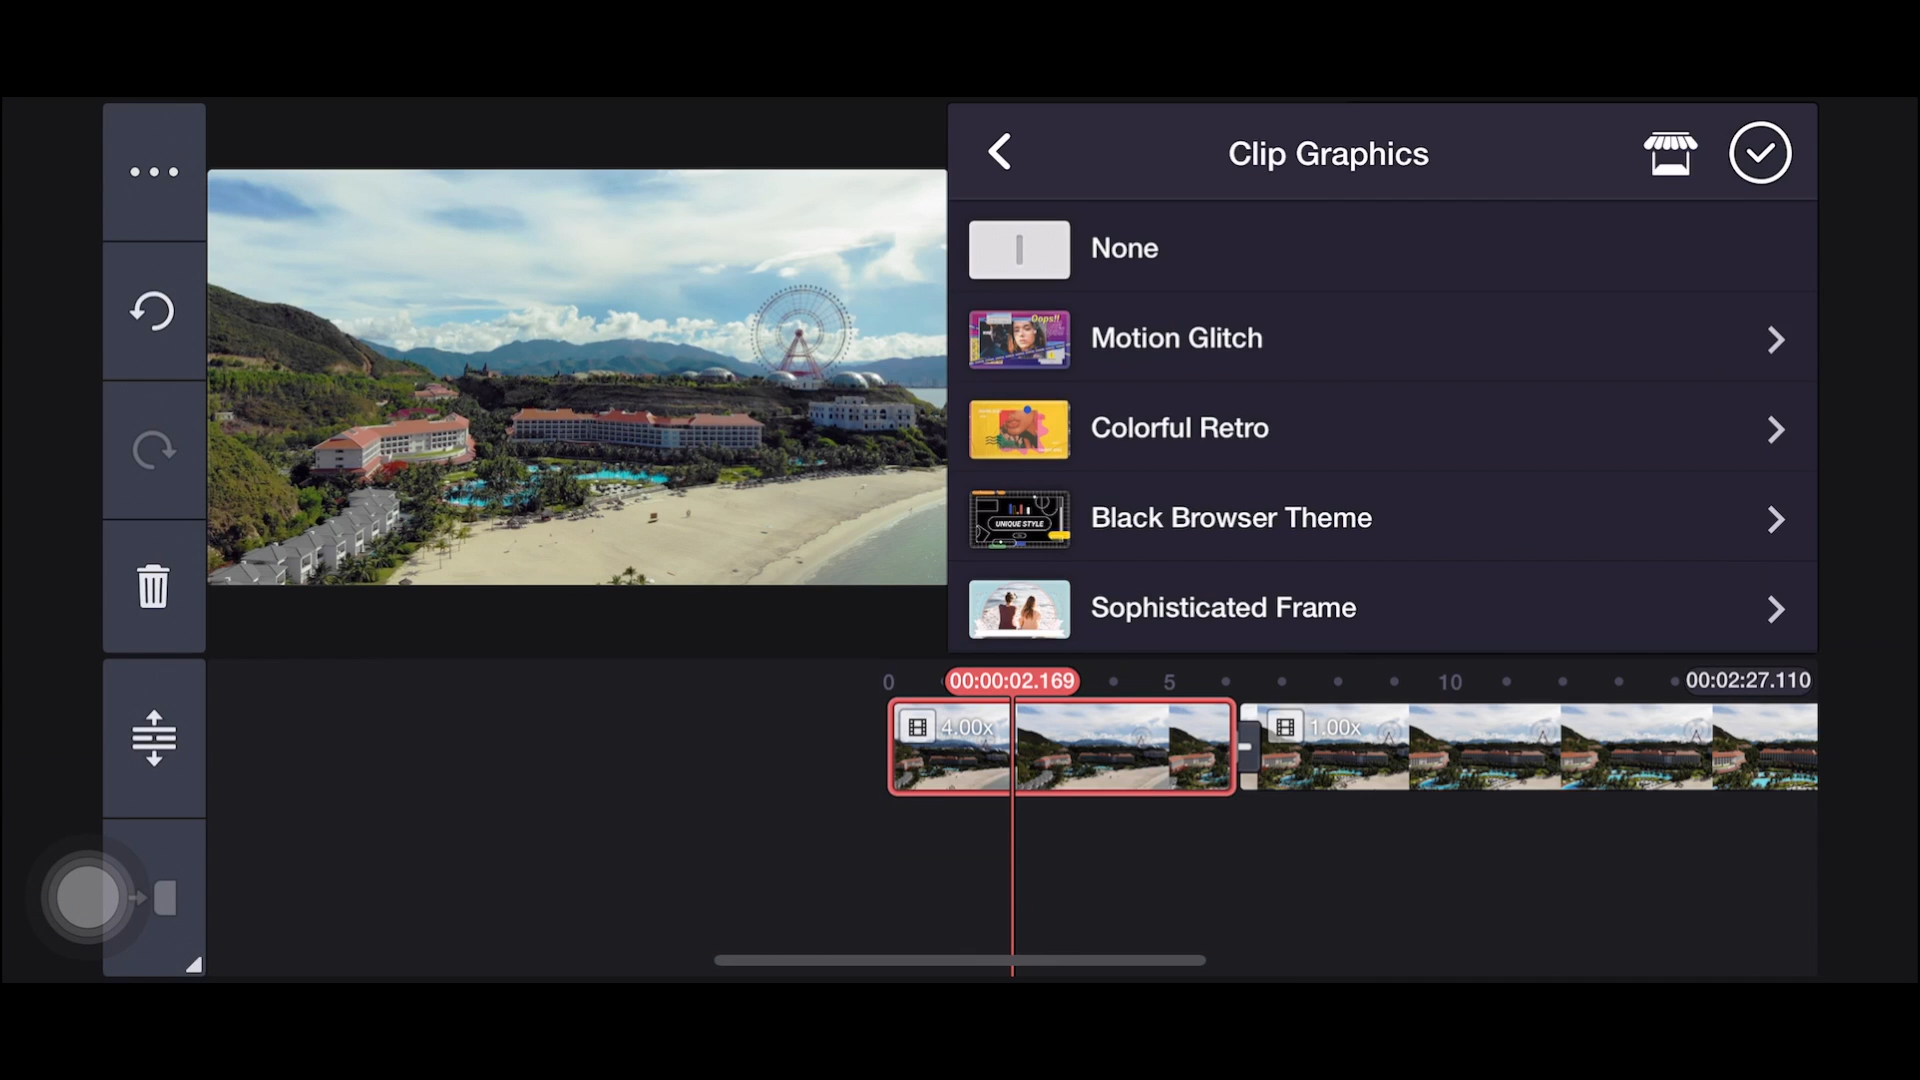 Clip Graphics
None
Oops!!
Motion Glitch
Colorful Retro
UNIQUE STYLE
Black Browser Theme
Sophisticated Frame
0
00:00:02.169
5
10
00:02:27.110
4.00x
1.00x